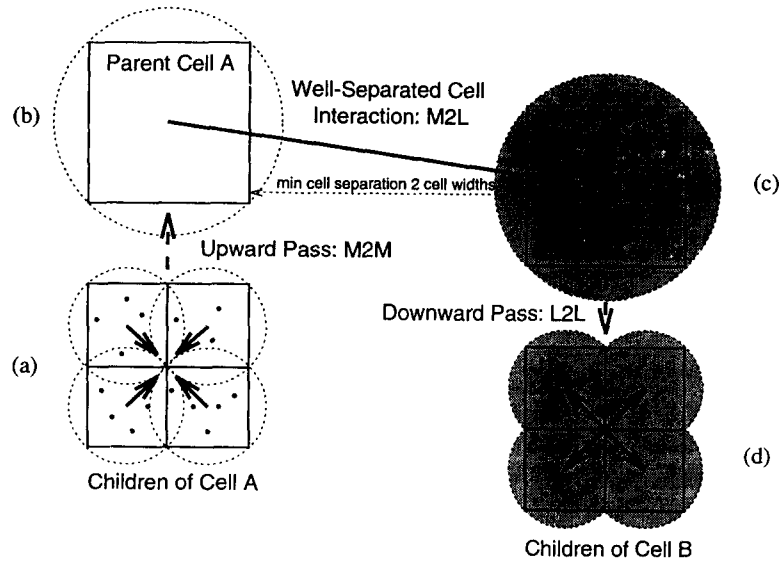 Parent Cell A
(b)
Well-Separated Cell
Interaction: M2L
min cell separation 2 cell widths
(c)
Upward Pass: M2M
Downward Pass: L2L
(a)
Children of Cell A
(d)
Children of Cell B